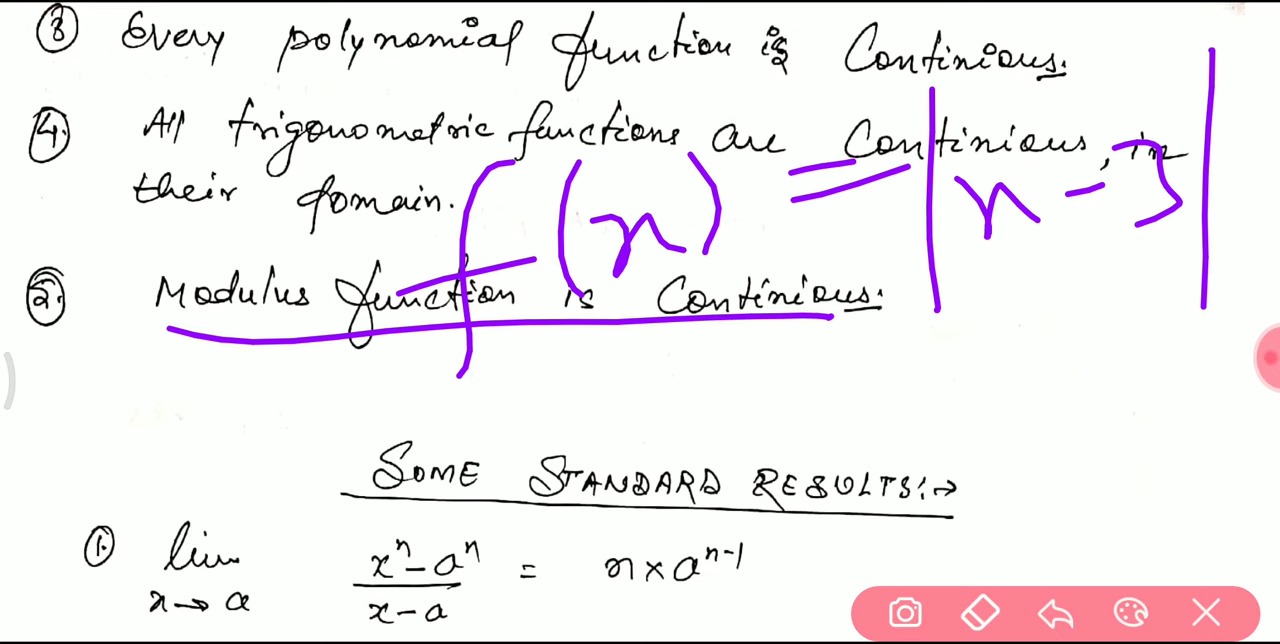 ③ Every polynomial function is Continious.
④. All trigonometric functions are Continious, in
their domain.
f(x) = |x-3|
⑤. Modulus function is Continious.
SOME STANDARD RESULTS:→
①. lim x→a (xⁿ - aⁿ)/(x - a) = n × aⁿ⁻¹